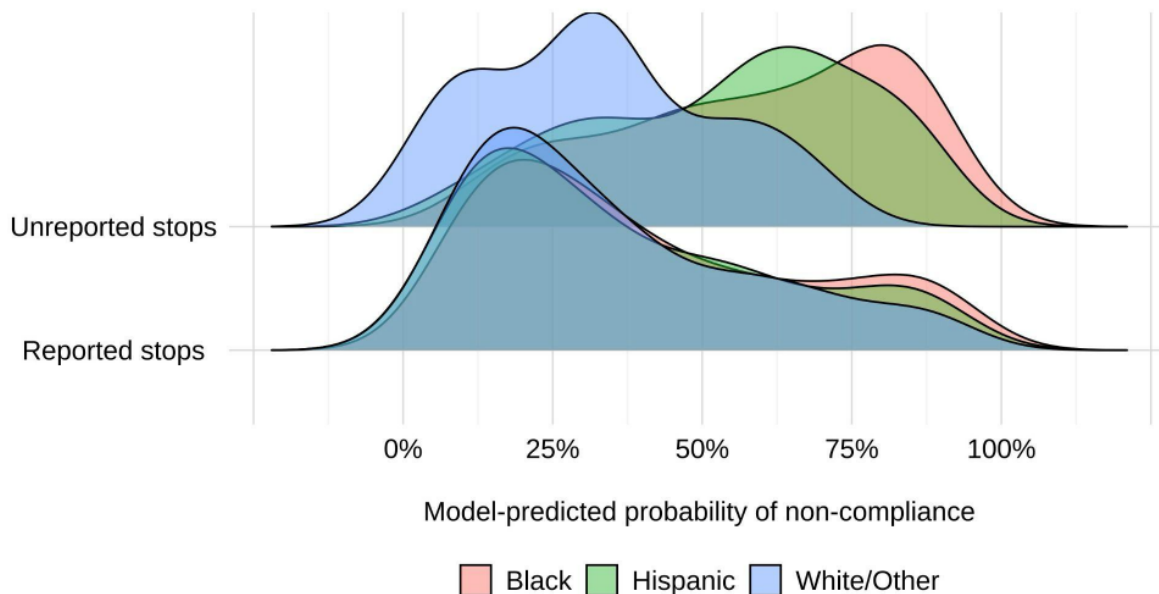 Unreported stops
Reported stops
0% 25% 50% 75% 100%
Model-predicted probability of non-compliance
Black Hispanic White/Other